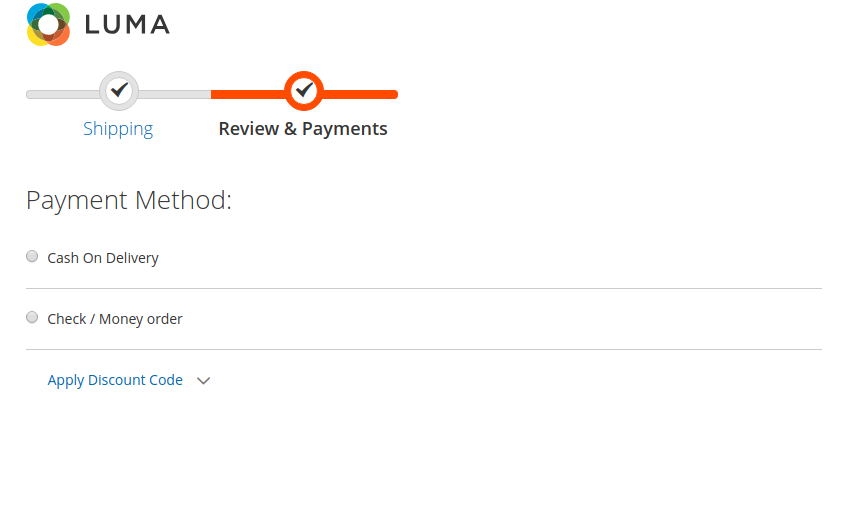 LUMA
Shipping
Review & Payments
Payment Method:
Cash On Delivery
Check / Money order
Apply Discount Code